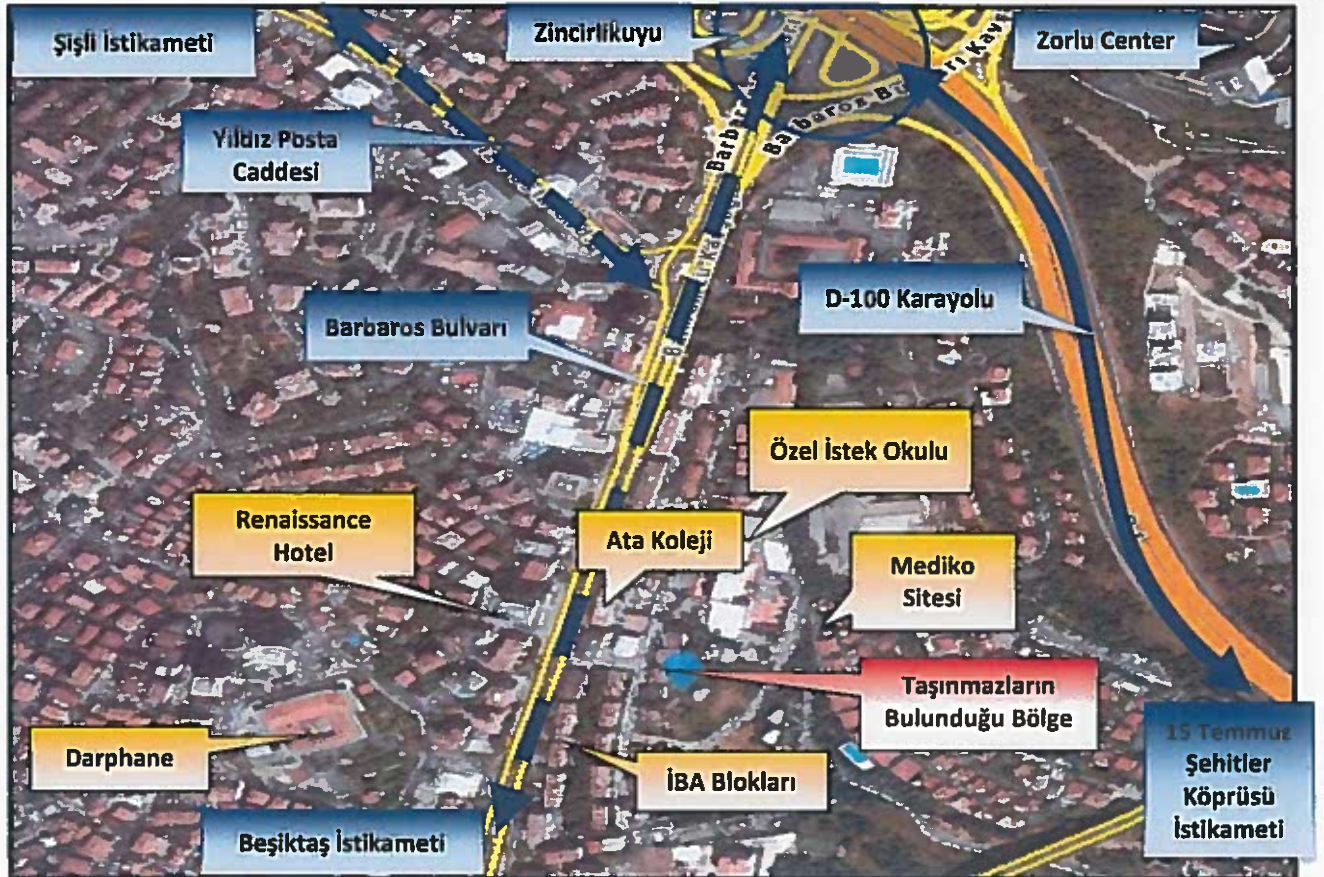 Şişli İstikameti
Zincirlikuyu
Zorlu Center
Yıldız Posta
Caddesi
Barbaros Bulvarı
D-100 Karayolu
Özel İstek Okulu
Renaissance
Hotel
Ata Koleji
Mediko
Sitesi
Taşınmazların
Bulunduğu Bölge
Darphane
İBA Blokları
Beşiktaş İstikameti
15 Temmuz
Şehitler
Köprüsü
İstikameti